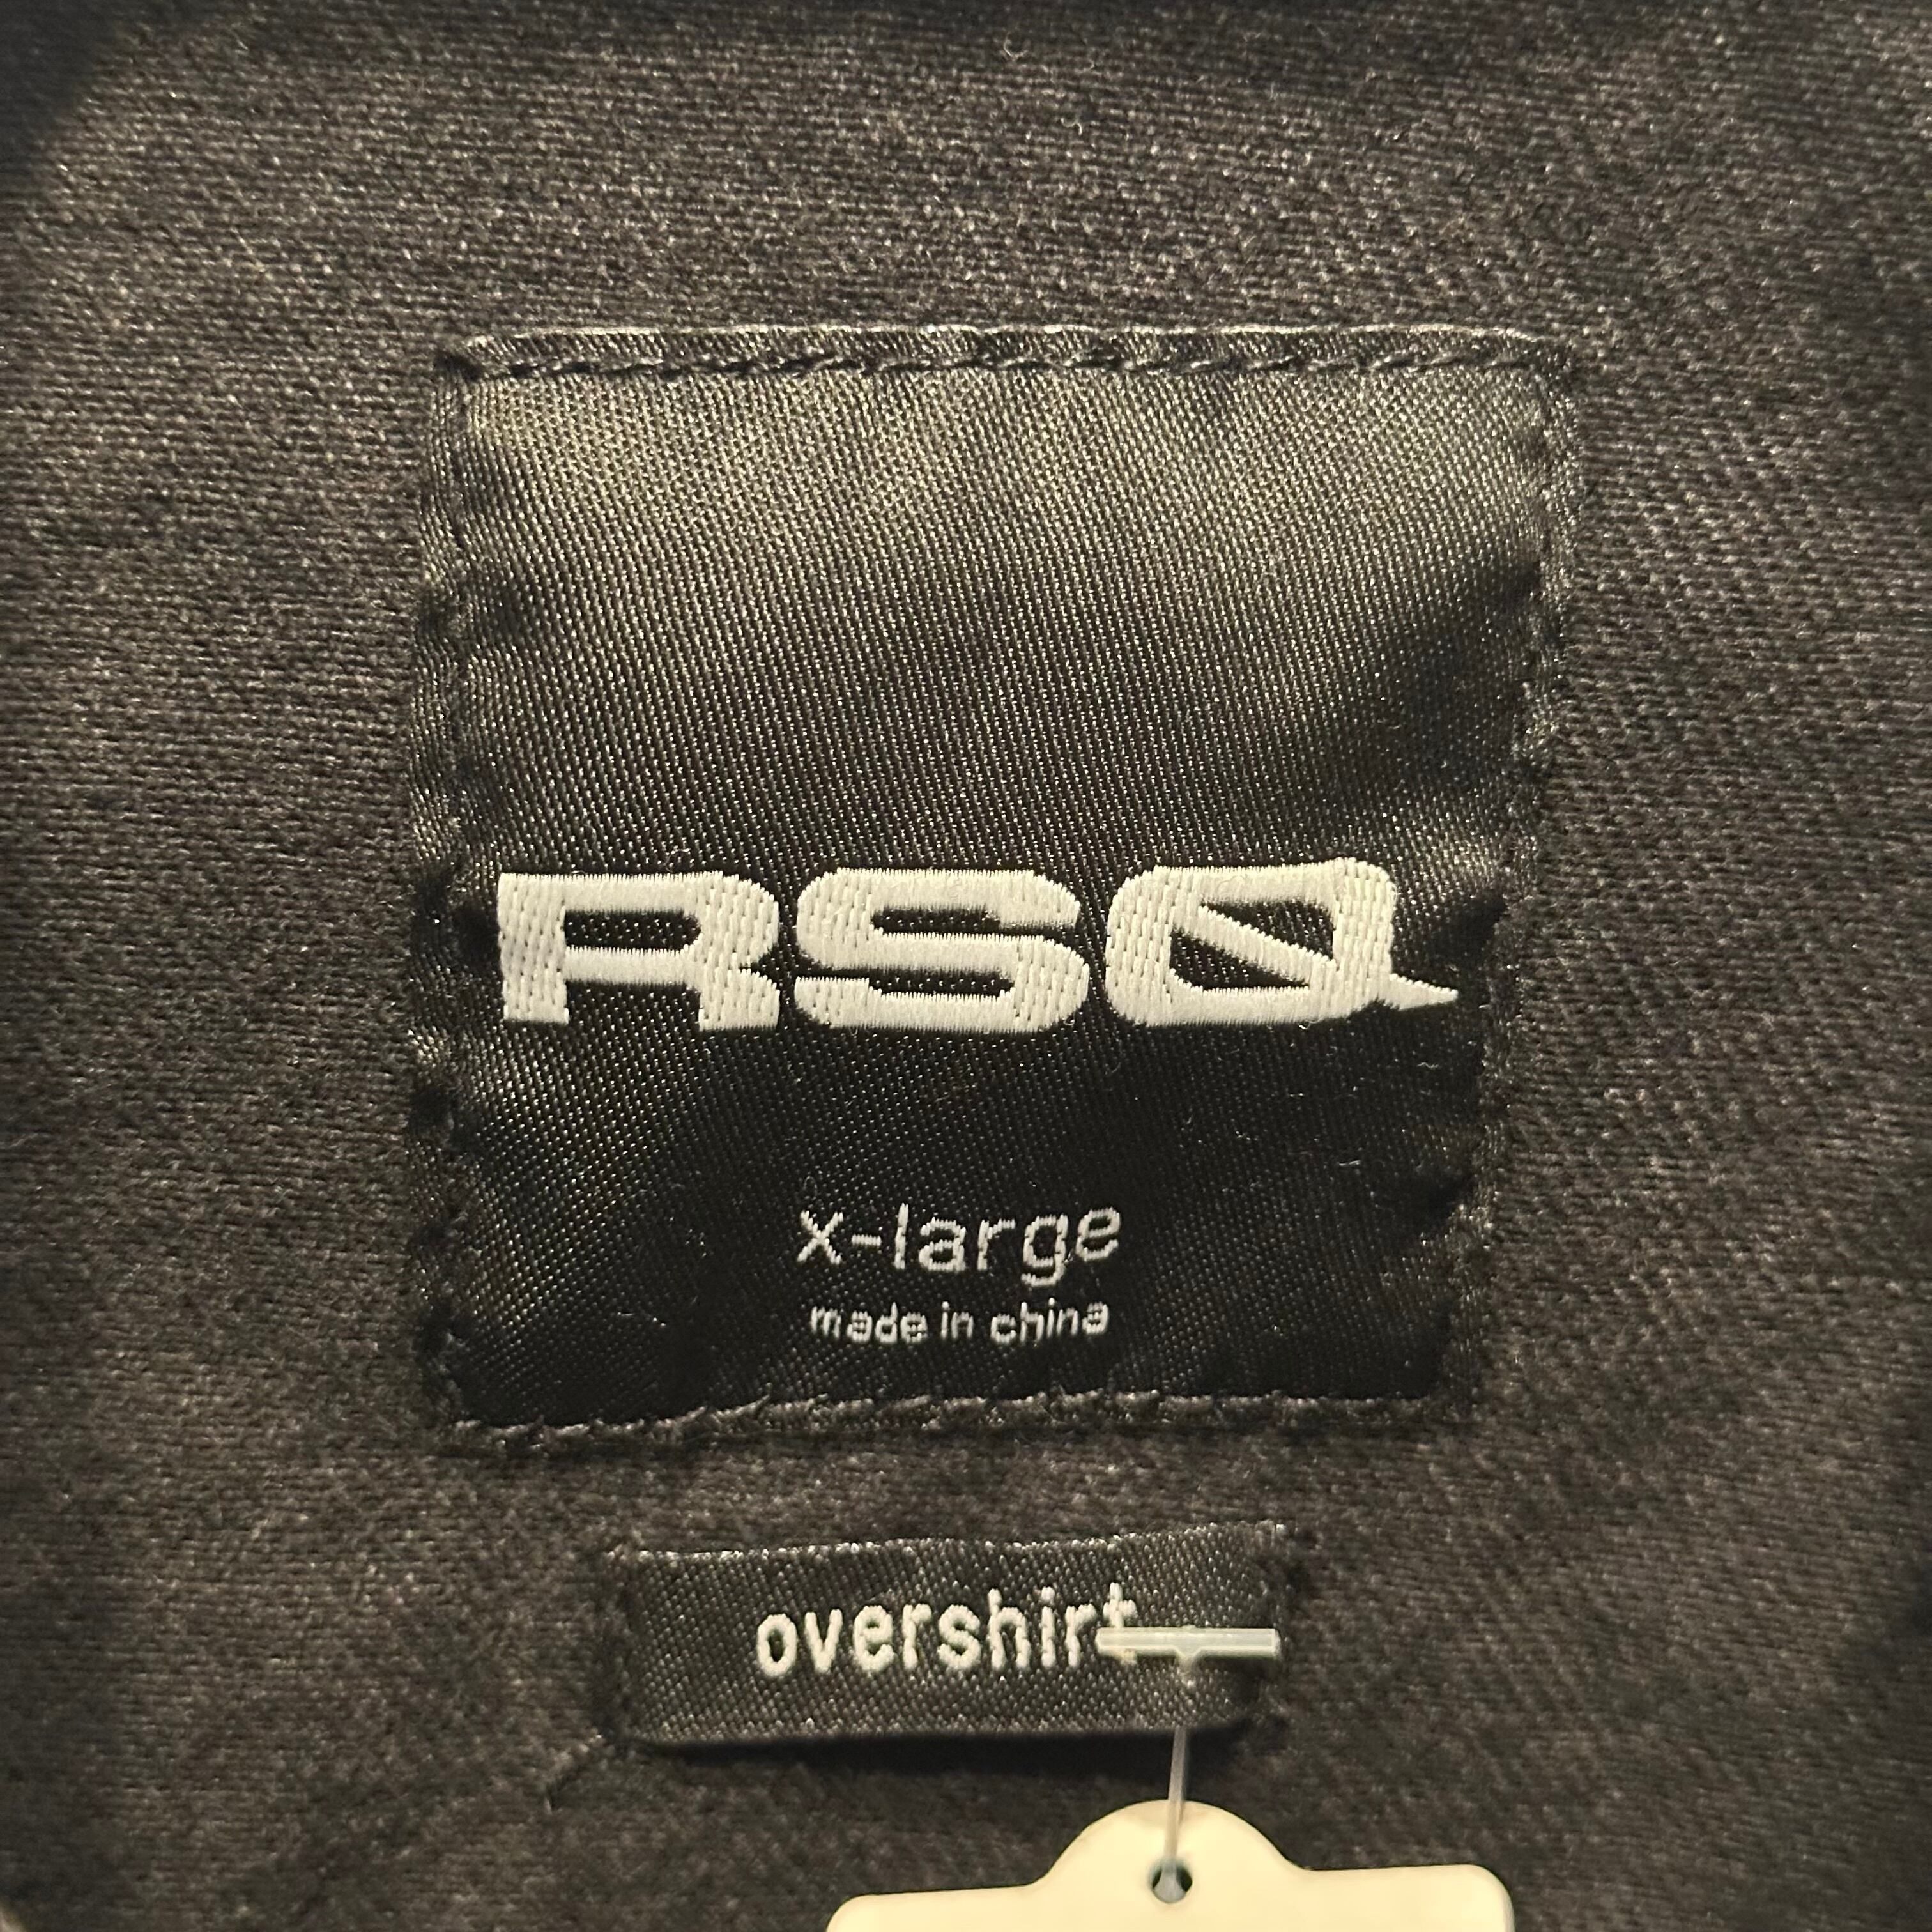 RSQ
x-large
made in china
overshirt